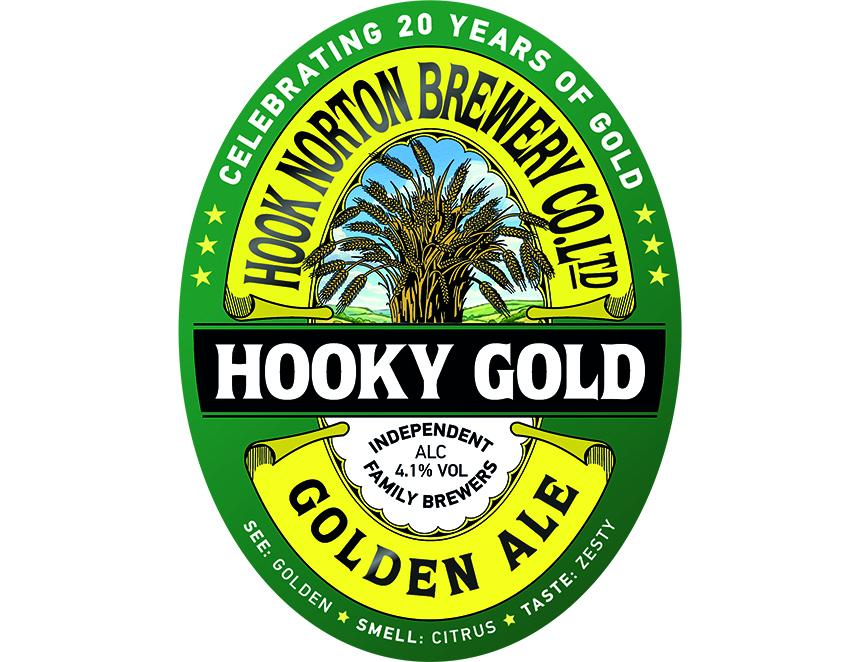 CELEBRATING 20 YEARS OF GOLD
HOOK NORTON BREWERY CO. LTD
HOOKY GOLD
INDEPENDENT
ALC
4.1% VOL
FAMILY BREWERS
GOLDEN ALE
SEE: GOLDEN ★ SMELL: CITRUS ★ TASTE: ZESTY